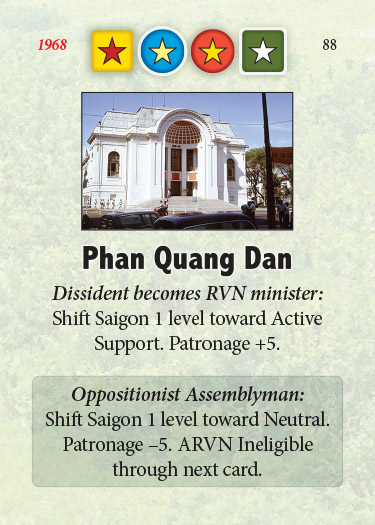 1968
88
Phan Quang Dan
Dissident becomes RVN minister:
Shift Saigon 1 level toward Active
Support. Patronage +5.
Oppositionist Assemblyman:
Shift Saigon 1 level toward Neutral.
Patronage –5. ARVN Ineligible
through next card.